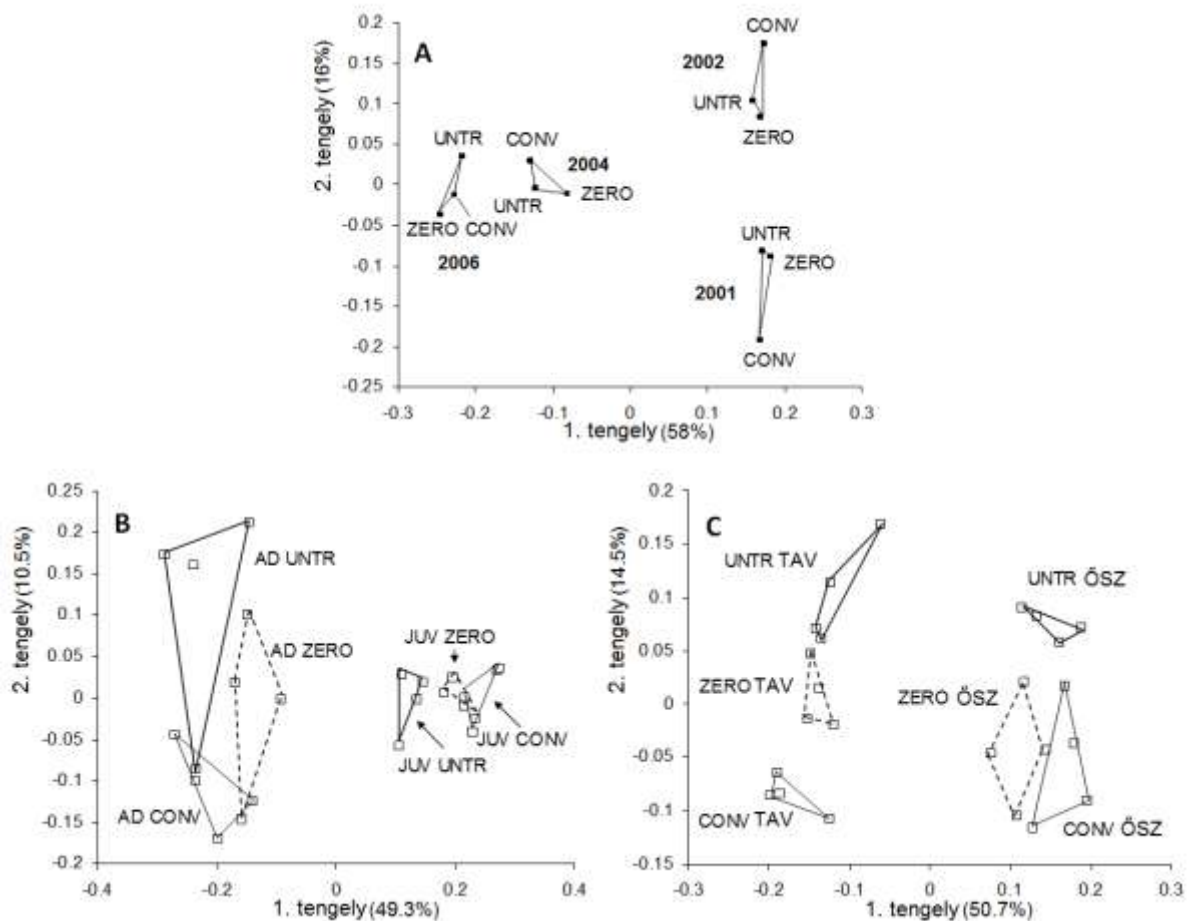 A
2. tengely (16%)
0.2
0.15
0.1
0.05
0
-0.05
-0.1
-0.15
-0.2
-0.25
-0.3
-0.2
-0.1
0
0.1
0.2
0.3
1. tengely (58%)
CONV
2002
UNTR
ZERO
UNTR
CONV
2004
UNTR
ZERO
ZERO CONV
2006
UNTR
ZERO
2001
CONV
B
2. tengely (10.5%)
0.25
0.2
0.15
0.1
0.05
0
-0.05
-0.1
-0.15
-0.2
-0.4
-0.2
0
0.2
0.4
1. tengely (49.3%)
AD UNTR
AD ZERO
JUV ZERO
JUV CONV
JUV UNTR
AD CONV
C
2. tengely (14.5%)
0.2
0.15
0.1
0.05
0
-0.05
-0.1
-0.15
-0.3
-0.2
-0.1
0
0.1
0.2
0.3
1. tengely (50.7%)
UNTR TAV
UNTR ŐSZ
ZERO TAV
ZERO ŐSZ
CONV TAV
CONV ŐSZ